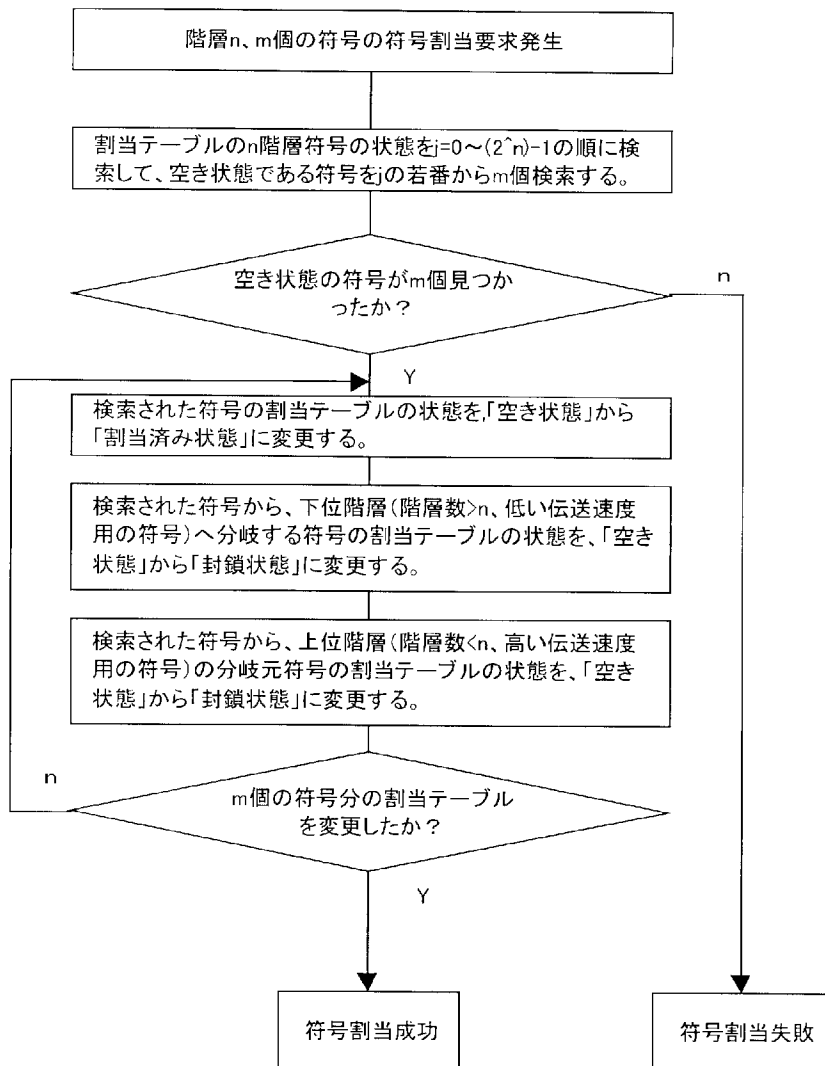 階層n、m個の符号の符号割当要求発生
割当テーブルのn階層符号の状態をj=0～(2^n)-1の順に検
索して、空き状態である符号をjの若番からm個検索する。
空き状態の符号がm個見つか
ったか？
n
Y
検索された符号の割当テーブルの状態を,「空き状態」から
「割当済み状態」に変更する。
検索された符号から、下位階層(階層数>n、低い伝送速度
用の符号)へ分岐する符号の割当テーブルの状態を、「空き
状態」から「封鎖状態」に変更する。
検索された符号から、上位階層(階層数<n、高い伝送速度
用の符号)の分岐元符号の割当テーブルの状態を、「空き
状態」から「封鎖状態」に変更する。
n
m個の符号分の割当テーブル
を変更したか？
Y
符号割当成功
符号割当失敗